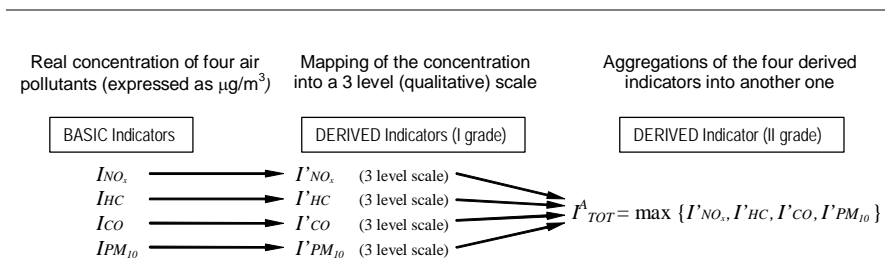 Real concentration of four air pollutants (expressed as μg/m³)
Mapping of the concentration into a 3 level (qualitative) scale
Aggregations of the four derived indicators into another one
BASIC Indicators
DERIVED Indicators (I grade)
DERIVED Indicator (II grade)
I_NOx I'_NOx (3 level scale)
I_HC I'_HC (3 level scale)
I_CO I'_CO (3 level scale)
I_PM10 I'_PM10 (3 level scale)
I^A_TOT = max {I'_NOx, I'_HC, I'_CO, I'_PM10}